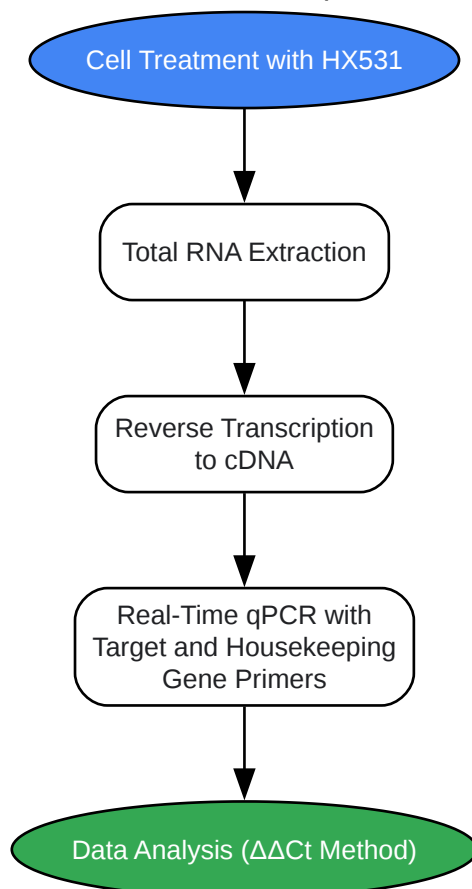 Cell Treatment with HX531
Total RNA Extraction
Reverse Transcription
to cDNA
Real-Time qPCR with
Target and Housekeeping
Gene Primers
Data Analysis (ΔΔCt Method)